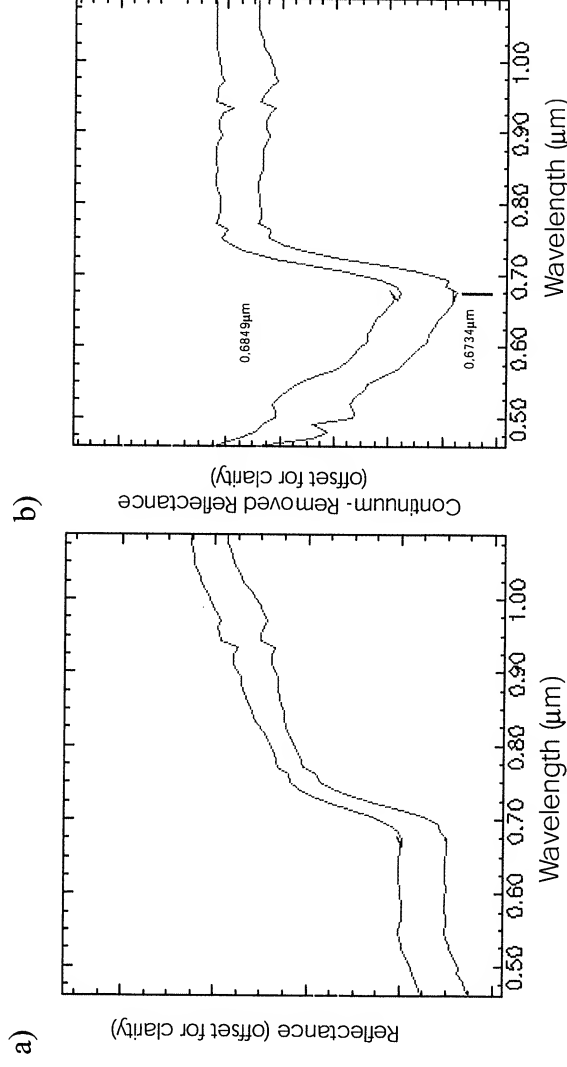 a)
Reflectance (offset for clarity)
0.50 0.60 0.70 0.80 0.90 1.00
Wavelength (µm)
b)
Continuum - Removed Reflectance
(offset for clarity)
0.6849µm
0.6734µm
0.50 0.60 0.70 0.80 0.90 1.00
Wavelength (µm)